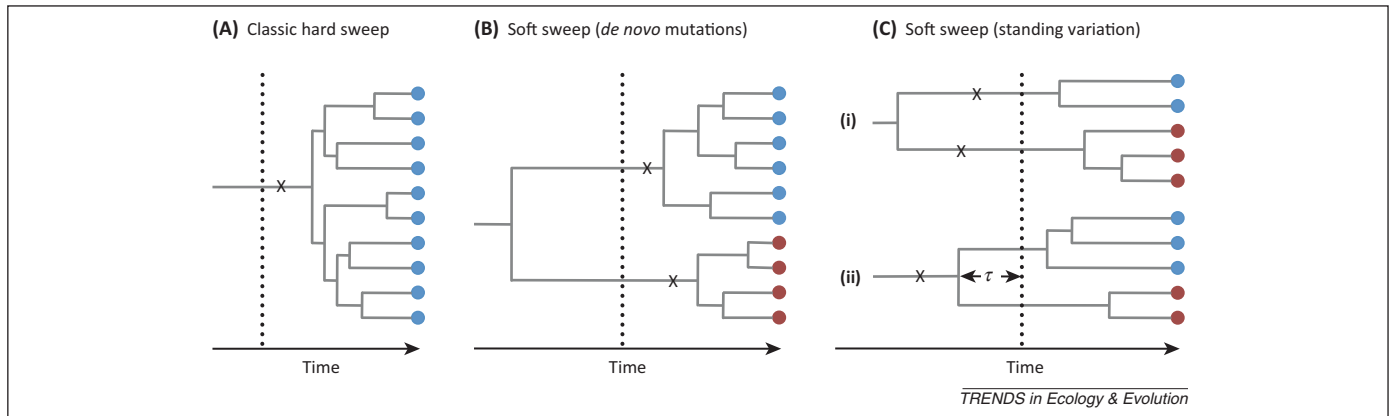 (A) Classic hard sweep
(B) Soft sweep (de novo mutations)
(C) Soft sweep (standing variation)
X
X
X
(i)
X
X
(ii)
X
τ
Time
Time
Time
TRENDS in Ecology & Evolution